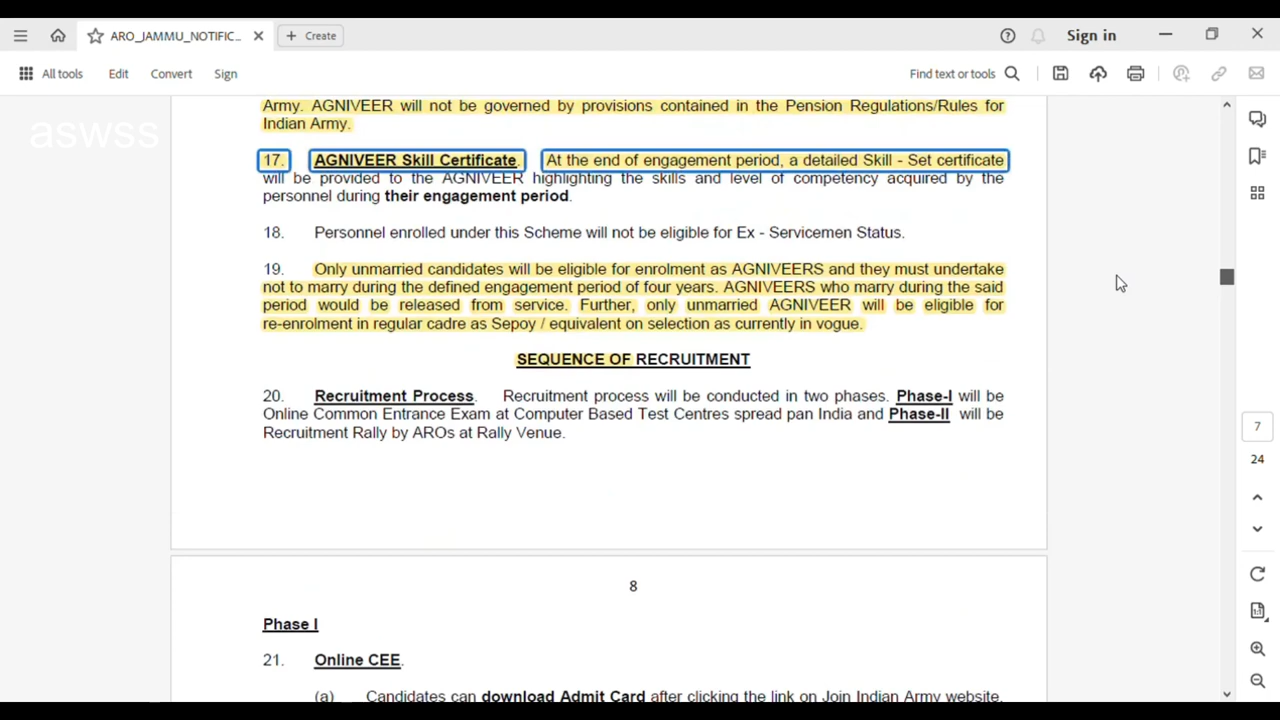 ARO_JAMMU_NOTIFIC...
Create
Sign in
All tools
Edit
Convert
Sign
Find text or tools
aswss
Army. AGNIVEER will not be governed by provisions contained in the Pension Regulations/Rules for
Indian Army.
17. AGNIVEER Skill Certificate. At the end of engagement period, a detailed Skill - Set certificate
will be provided to the AGNIVEER highlighting the skills and level of competency acquired by the
personnel during their engagement period.
18. Personnel enrolled under this Scheme will not be eligible for Ex - Servicemen Status.
19. Only unmarried candidates will be eligible for enrolment as AGNIVEERS and they must undertake
not to marry during the defined engagement period of four years. AGNIVEERS who marry during the said
period would be released from service. Further, only unmarried AGNIVEER will be eligible for
re-enrolment in regular cadre as Sepoy / equivalent on selection as currently in vogue.
SEQUENCE OF RECRUITMENT
20. Recruitment Process. Recruitment process will be conducted in two phases. Phase-I will be
Online Common Entrance Exam at Computer Based Test Centres spread pan India and Phase-II will be
Recruitment Rally by AROs at Rally Venue.
7
24
8
Phase I
21. Online CEE.
(a) Candidates can download Admit Card after clicking the link on Join Indian Army website.